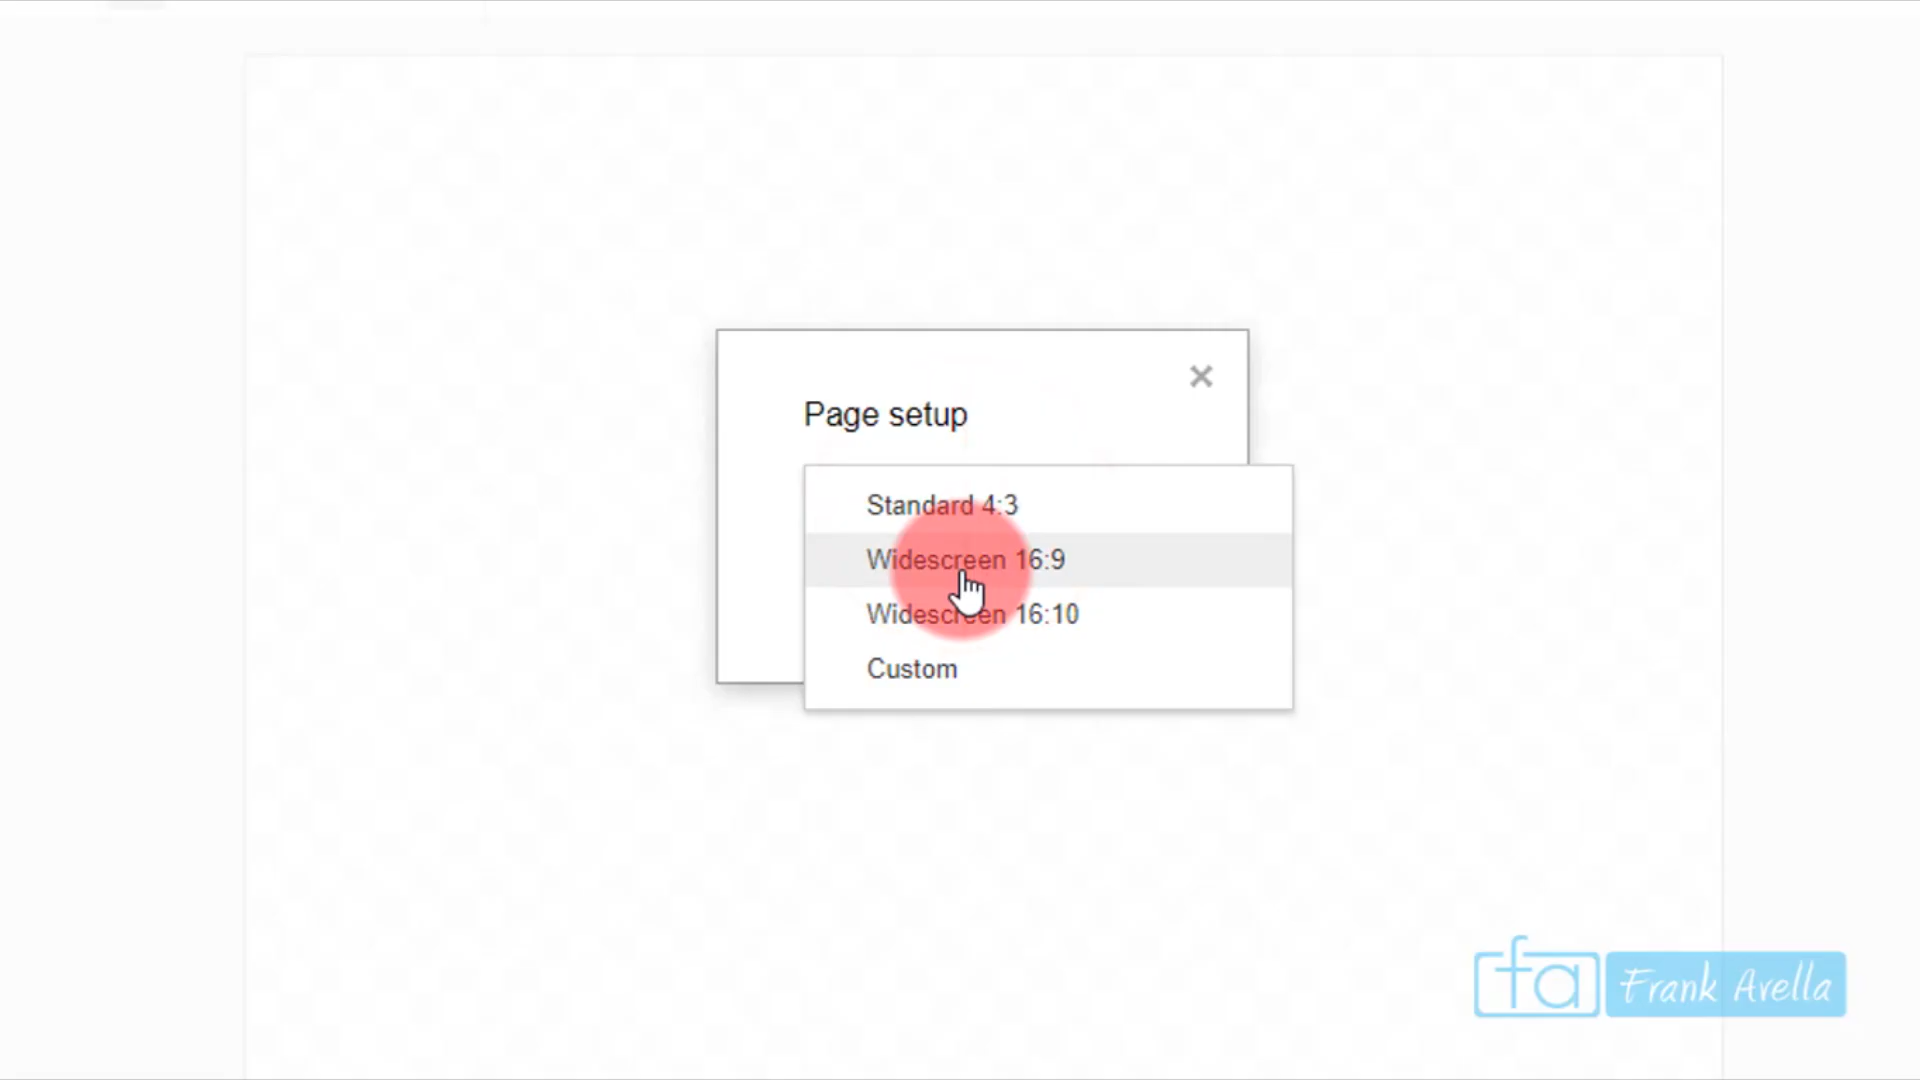 Page setup
Standard 4:3
Widescreen 16:9
Widescreen 16:10
Custom
fa Frank Avella